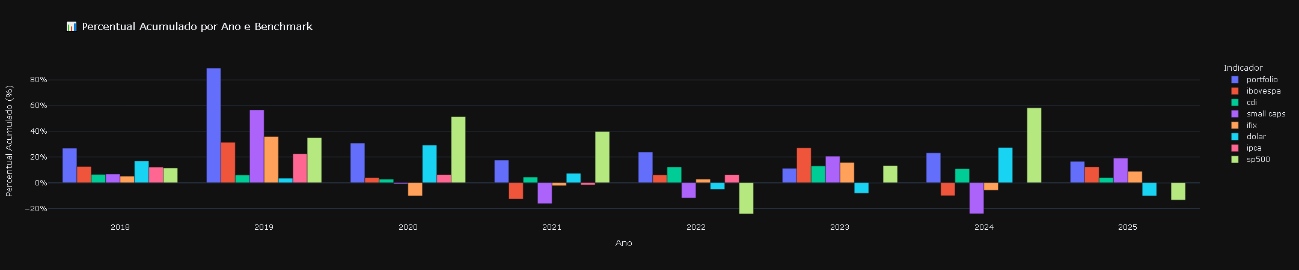 📊 Percentual Acumulado por Ano e Benchmark
Percentual Acumulado (%)
80%
60%
40%
20%
0%
−20%
2018
2019
2020
2021
2022
2023
2024
2025
Ano
Indicador
portfolio
ibovespa
cdi
small caps
ifix
dolar
ipca
sp500